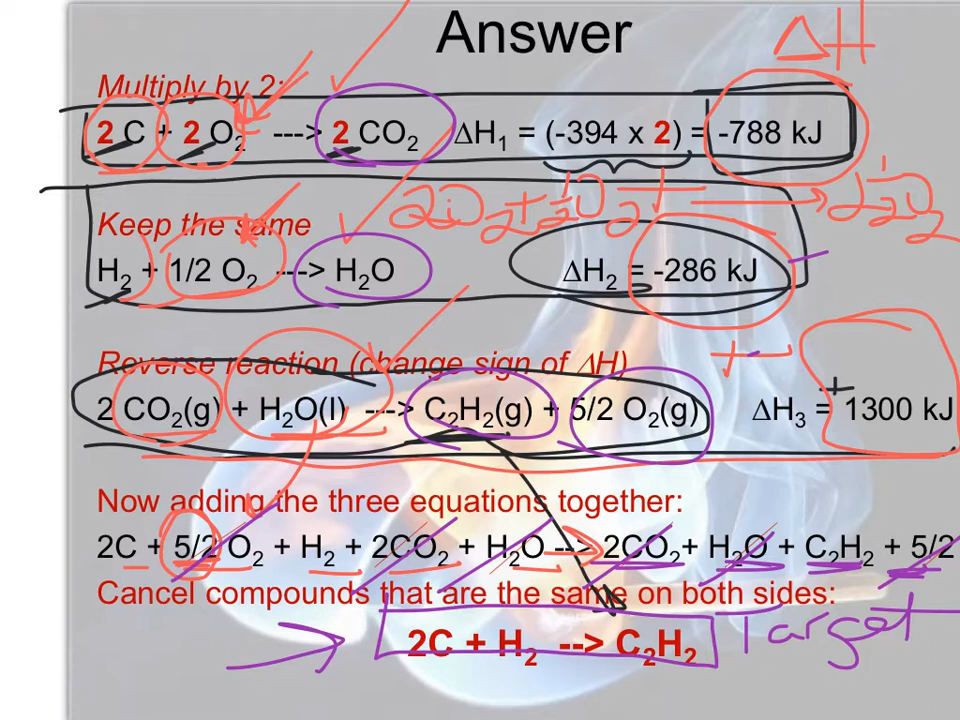 Answer
ΔH
Multiply by 2:
2 C + 2 O₂ ---> 2 CO₂ ΔH₁ = (-394 x 2) = -788 kJ
Keep the same
H₂ + 1/2 O₂ ---> H₂O ΔH₂ = -286 kJ
Reverse reaction (change sign of ΔH)
2 CO₂(g) + H₂O(l) ---> C₂H₂(g) + 5/2 O₂(g) ΔH₃ = + 1300 kJ
Now adding the three equations together:
2C + 5/2 O₂ + H₂ + 2CO₂ + H₂O --> 2CO₂+ H₂O + C₂H₂ + 5/2
Cancel compounds that are the same on both sides:
2C + H₂ --> C₂H₂ Target